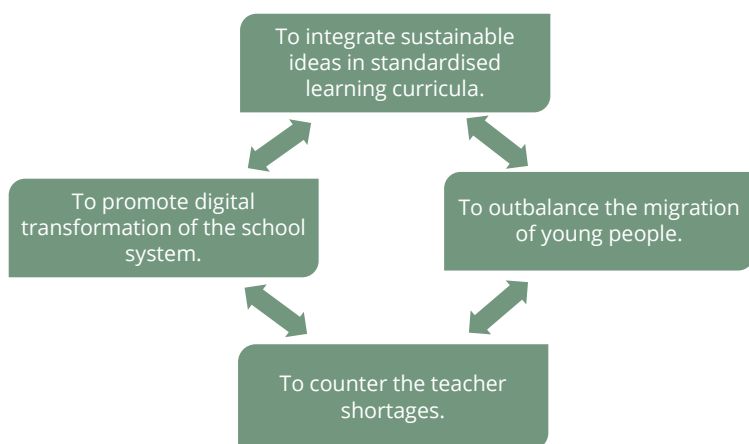 To integrate sustainable
ideas in standardised
learning curricula.
To promote digital
transformation of the school
system.
To outbalance the migration
of young people.
To counter the teacher
shortages.